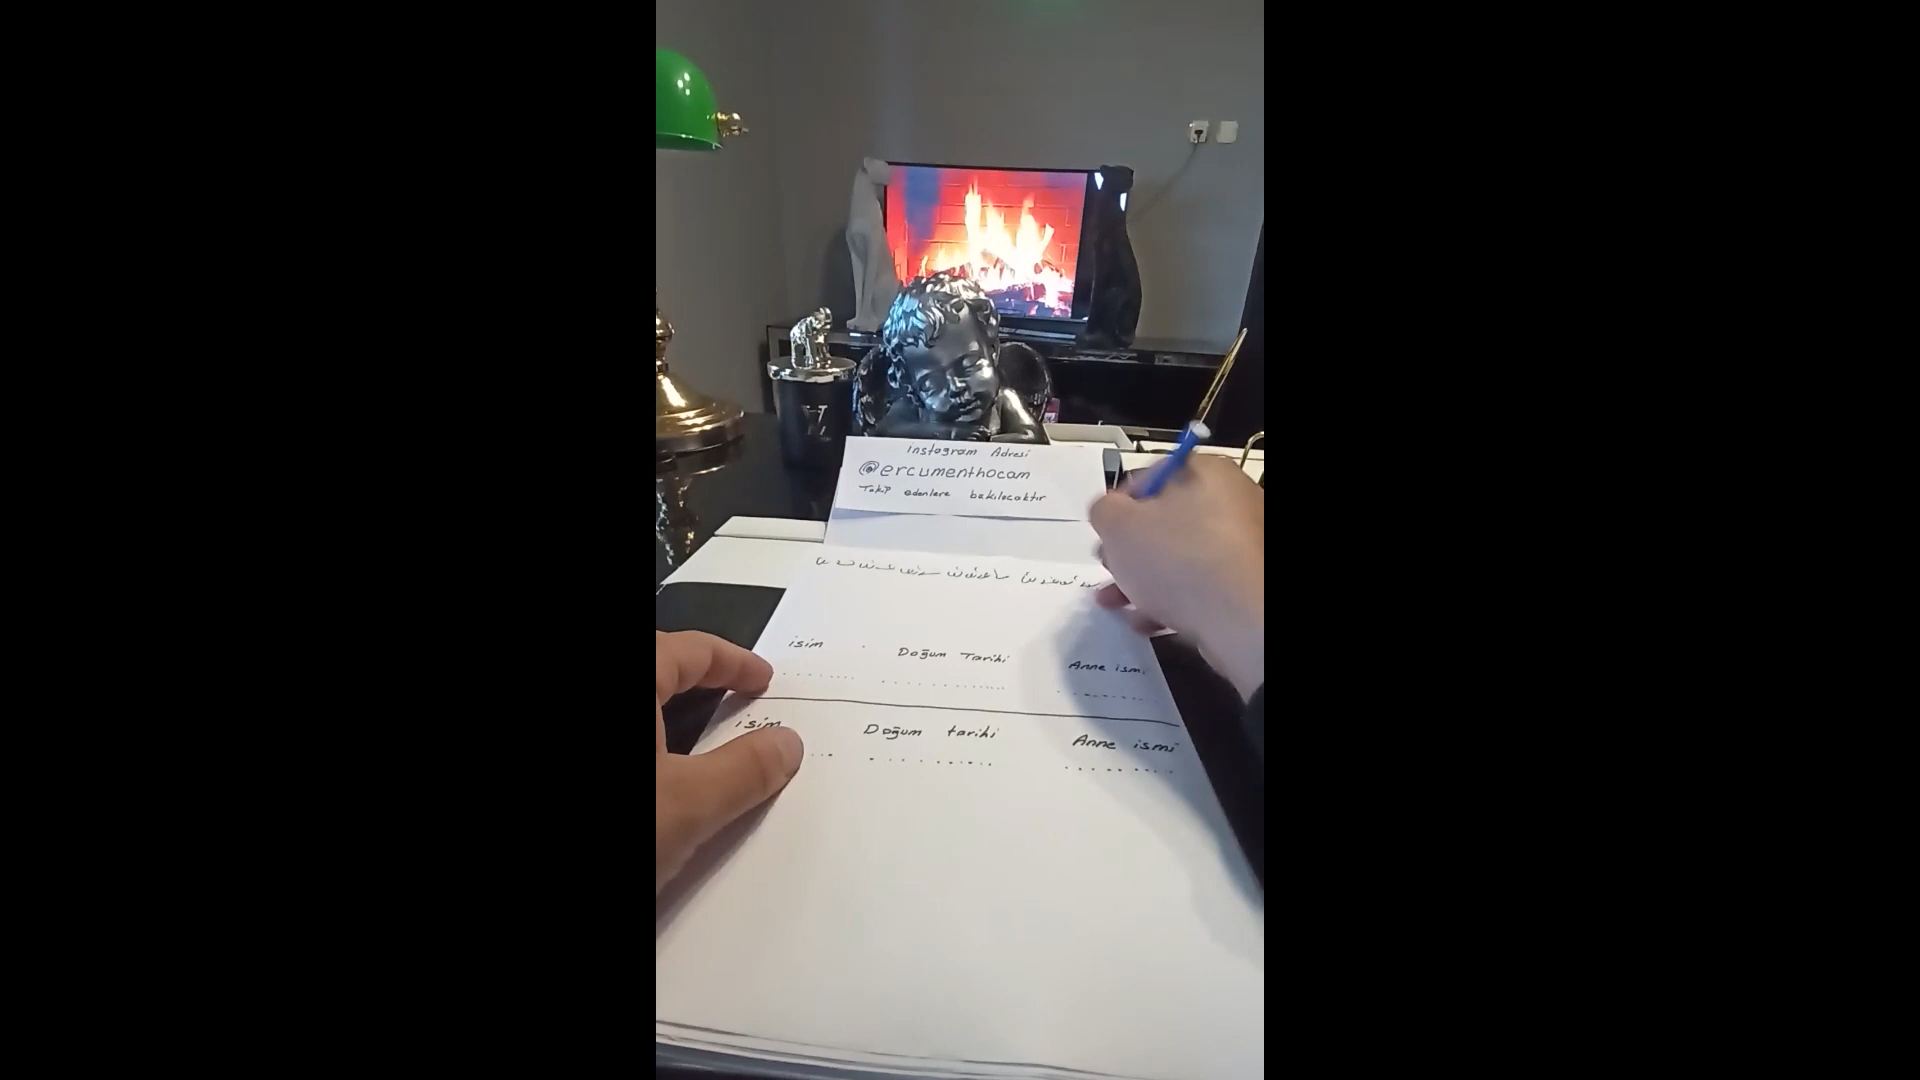 instagram Adresi
@ercumenthocam
Takip edenlere bakılacaktır
isim Doğum Tarihi Anne ismi
isim Doğum tarihi Anne ismi